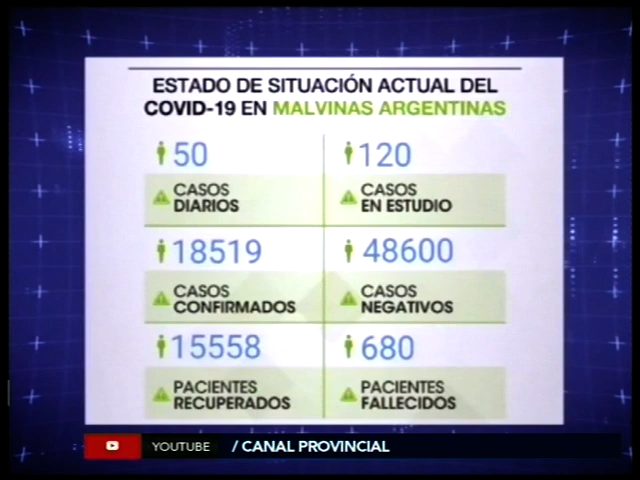 ESTADO DE SITUACIÓN ACTUAL DEL
COVID-19 EN MALVINAS ARGENTINAS
50
CASOS
DIARIOS
120
CASOS
EN ESTUDIO
18519
CASOS
CONFIRMADOS
48600
CASOS
NEGATIVOS
15558
PACIENTES
RECUPERADOS
680
PACIENTES
FALLECIDOS
YOUTUBE / CANAL PROVINCIAL